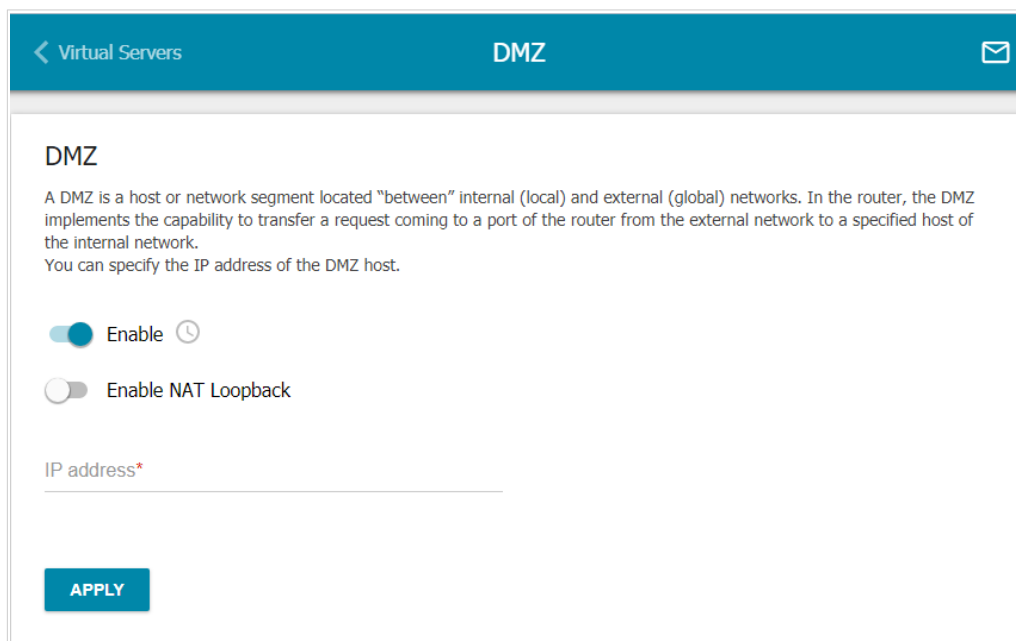 Virtual Servers
DMZ
DMZ
A DMZ is a host or network segment located “between” internal (local) and external (global) networks. In the router, the DMZ
implements the capability to transfer a request coming to a port of the router from the external network to a specified host of
the internal network.
You can specify the IP address of the DMZ host.
Enable
Enable NAT Loopback
IP address*
APPLY